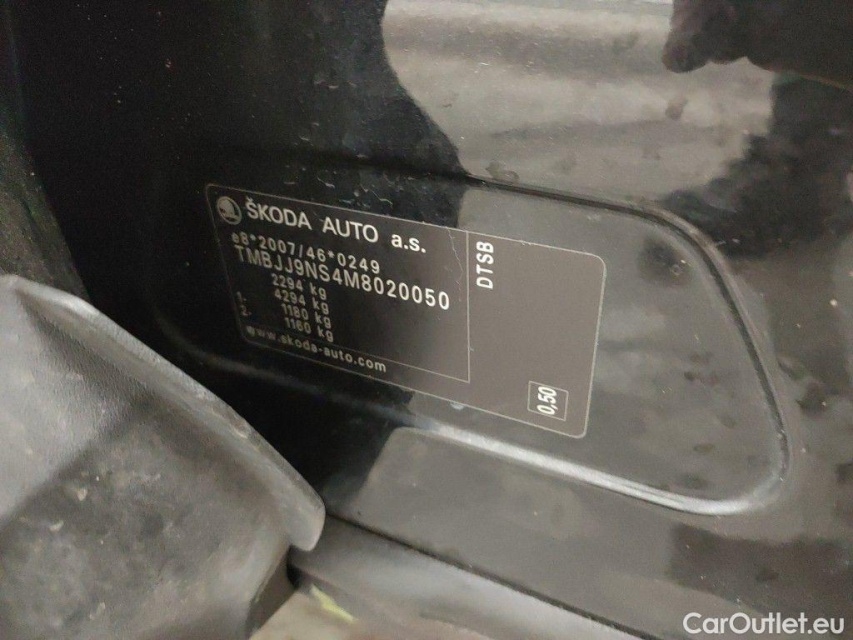 ŠKODA AUTO a.s.
e8*2007/46*0249
TMBJJ9NS4M8020050
2294 kg
4294 kg
1. 1180 kg
2. 1160 kg
www.skoda-auto.com
DTSB
0,50
CarOutlet.eu